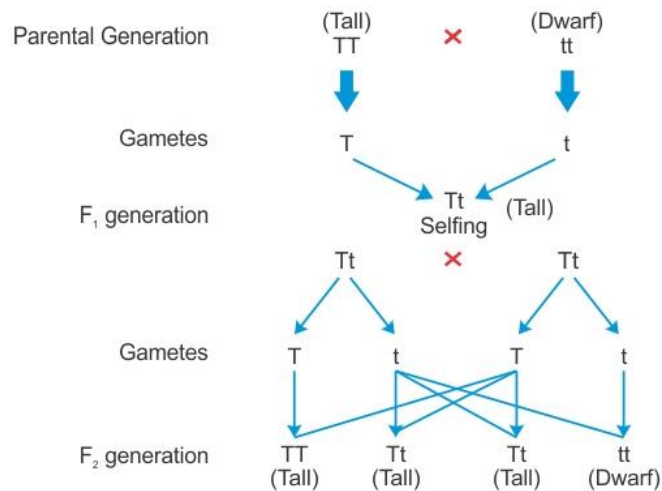 (Tall) (Dwarf)
Parental Generation TT × tt
Gametes T t
F₁ generation Tt (Tall)
Selfing
Tt × Tt
Gametes T t T t
F₂ generation TT Tt Tt tt
(Tall) (Tall) (Tall) (Dwarf)